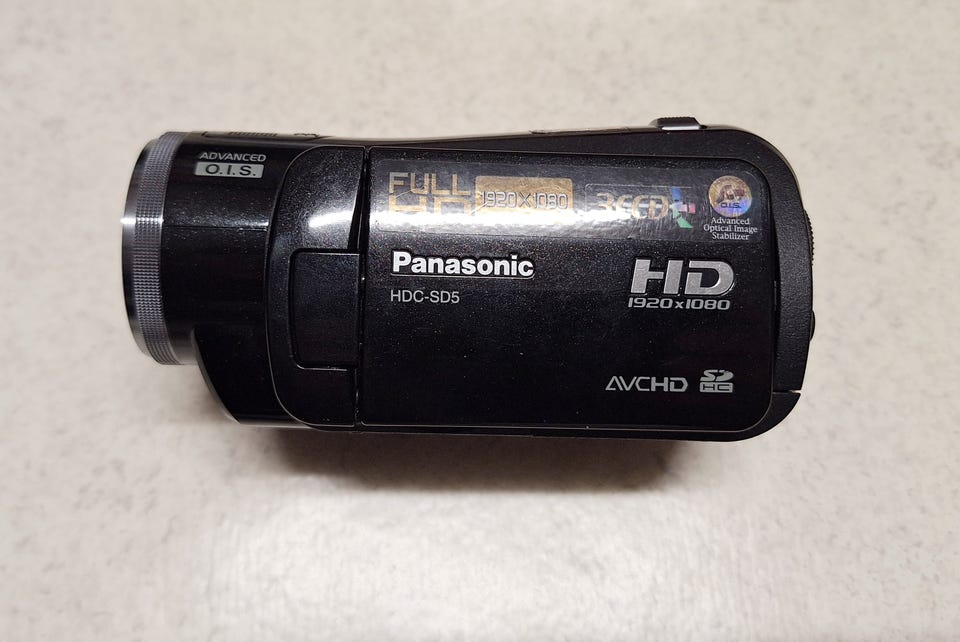 ADVANCED
O.I.S.
FULL
HD
1920X1080
3CCD
O.I.S.
Advanced
Optical Image
Stabilizer
Panasonic
HDC-SD5
HD
1920x1080
AVCHD
SD
HC